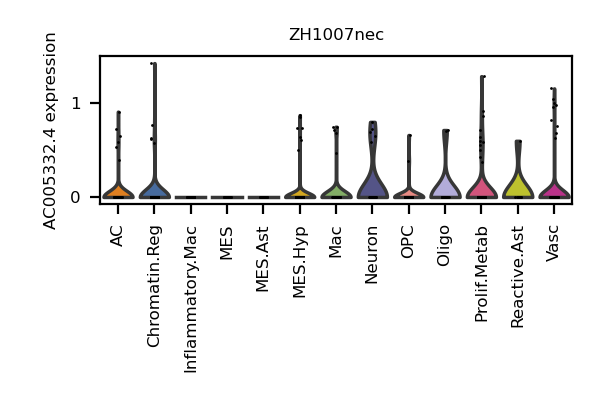 ZH1007nec
AC005332.4 expression
1
0
AC
Chromatin.Reg
Inflammatory.Mac
MES
MES.Ast
MES.Hyp
Mac
Neuron
OPC
Oligo
Prolif.Metab
Reactive.Ast
Vasc